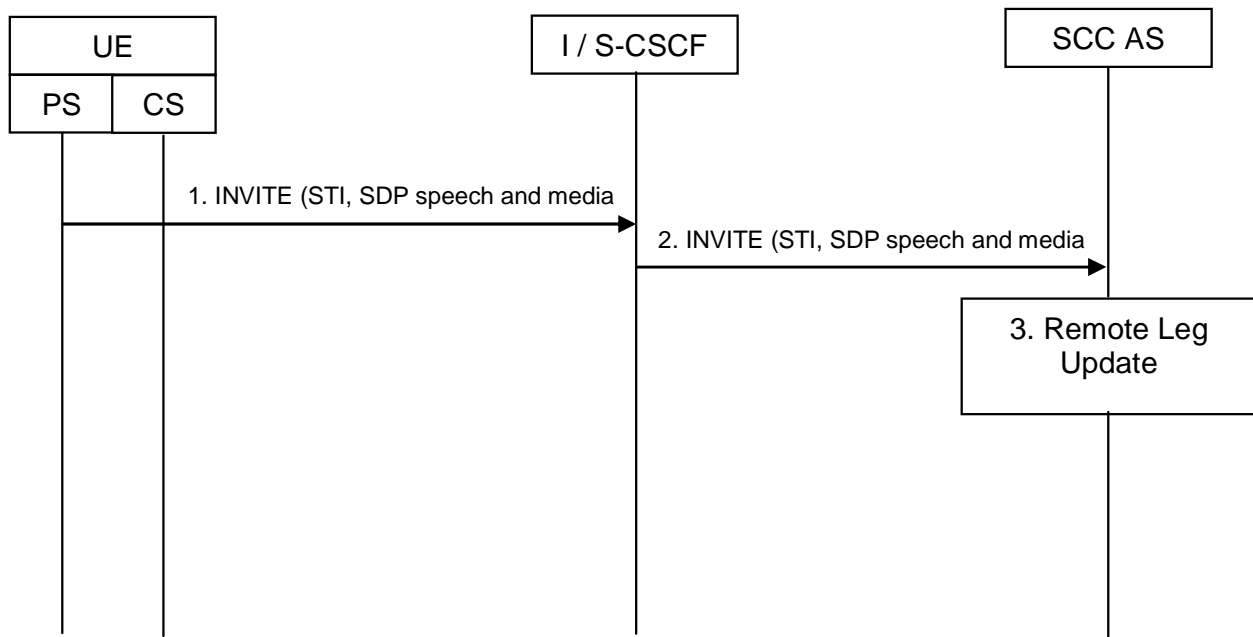 UE
I / S-CSCF
SCC AS
PS
CS
1. INVITE (STI, SDP speech and media
2. INVITE (STI, SDP speech and media
3. Remote Leg
Update